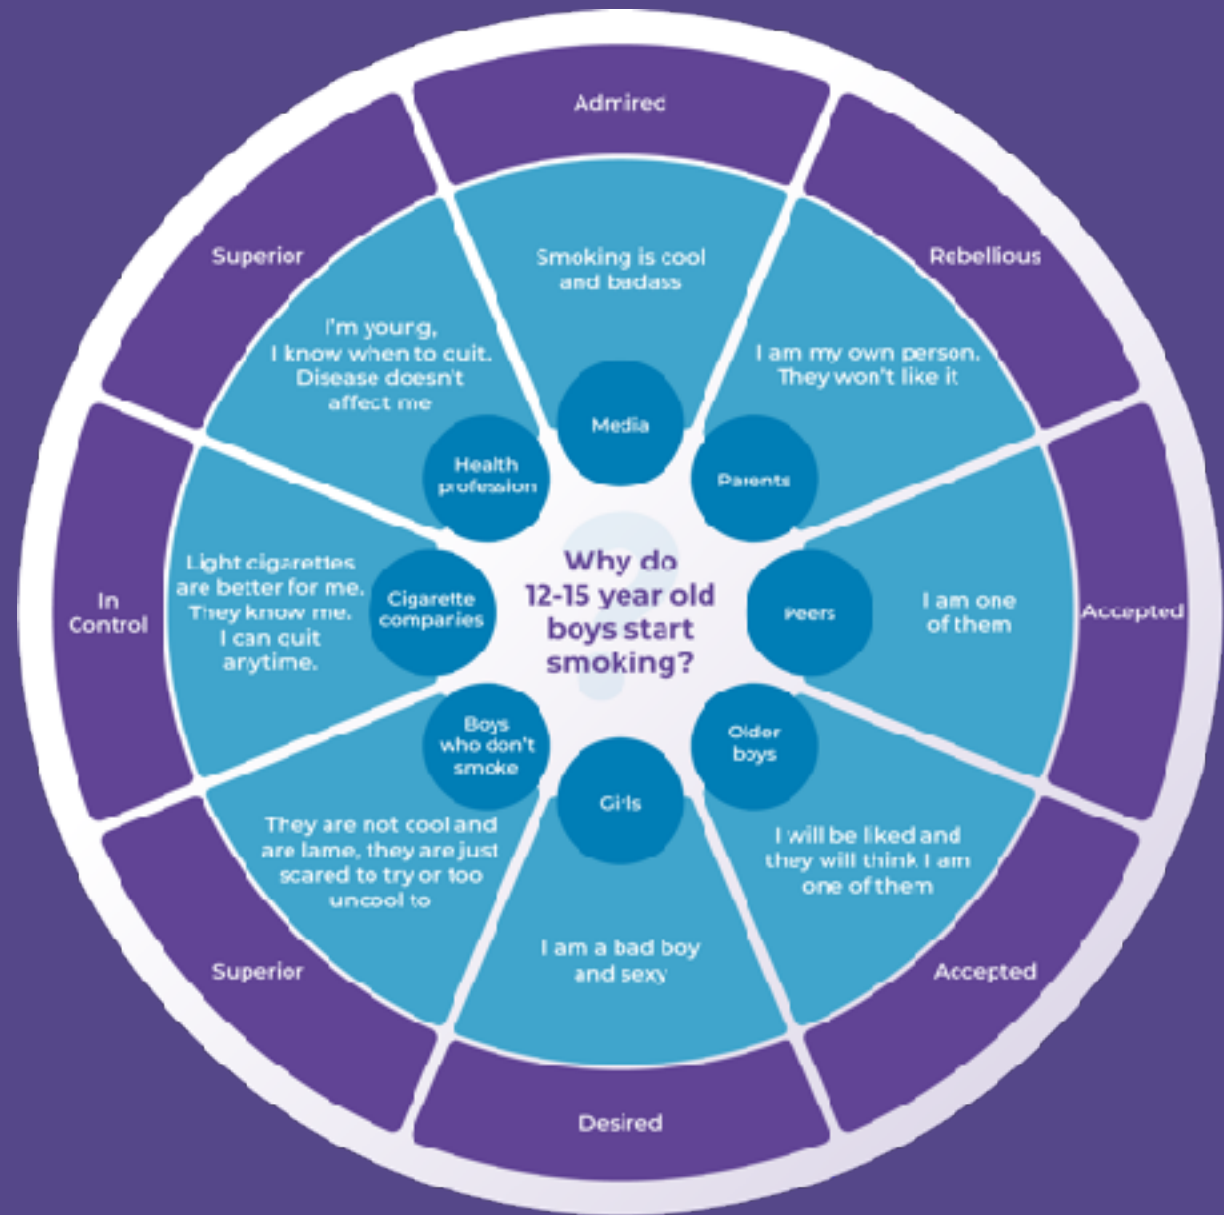 Admired
Smoking is cool
and badass
Media
Rebellious
I am my own person.
They won't like it
Parents
Accepted
I am one
of them
Peers
Accepted
I will be liked and
they will think I am
one of them
Older
boys
Desired
I am a bad boy
and sexy
Girls
Superior
They are not cool and
are lame, they are just
scared to try or too
uncool to
Boys
who don't
smoke
In
Control
Light cigarettes
are better for me.
They know me.
I can quit
anytime.
Cigarette
companies
Superior
I'm young,
I know when to quit.
Disease doesn't
affect me
Health
profession
?
Why do
12-15 year old
boys start
smoking?